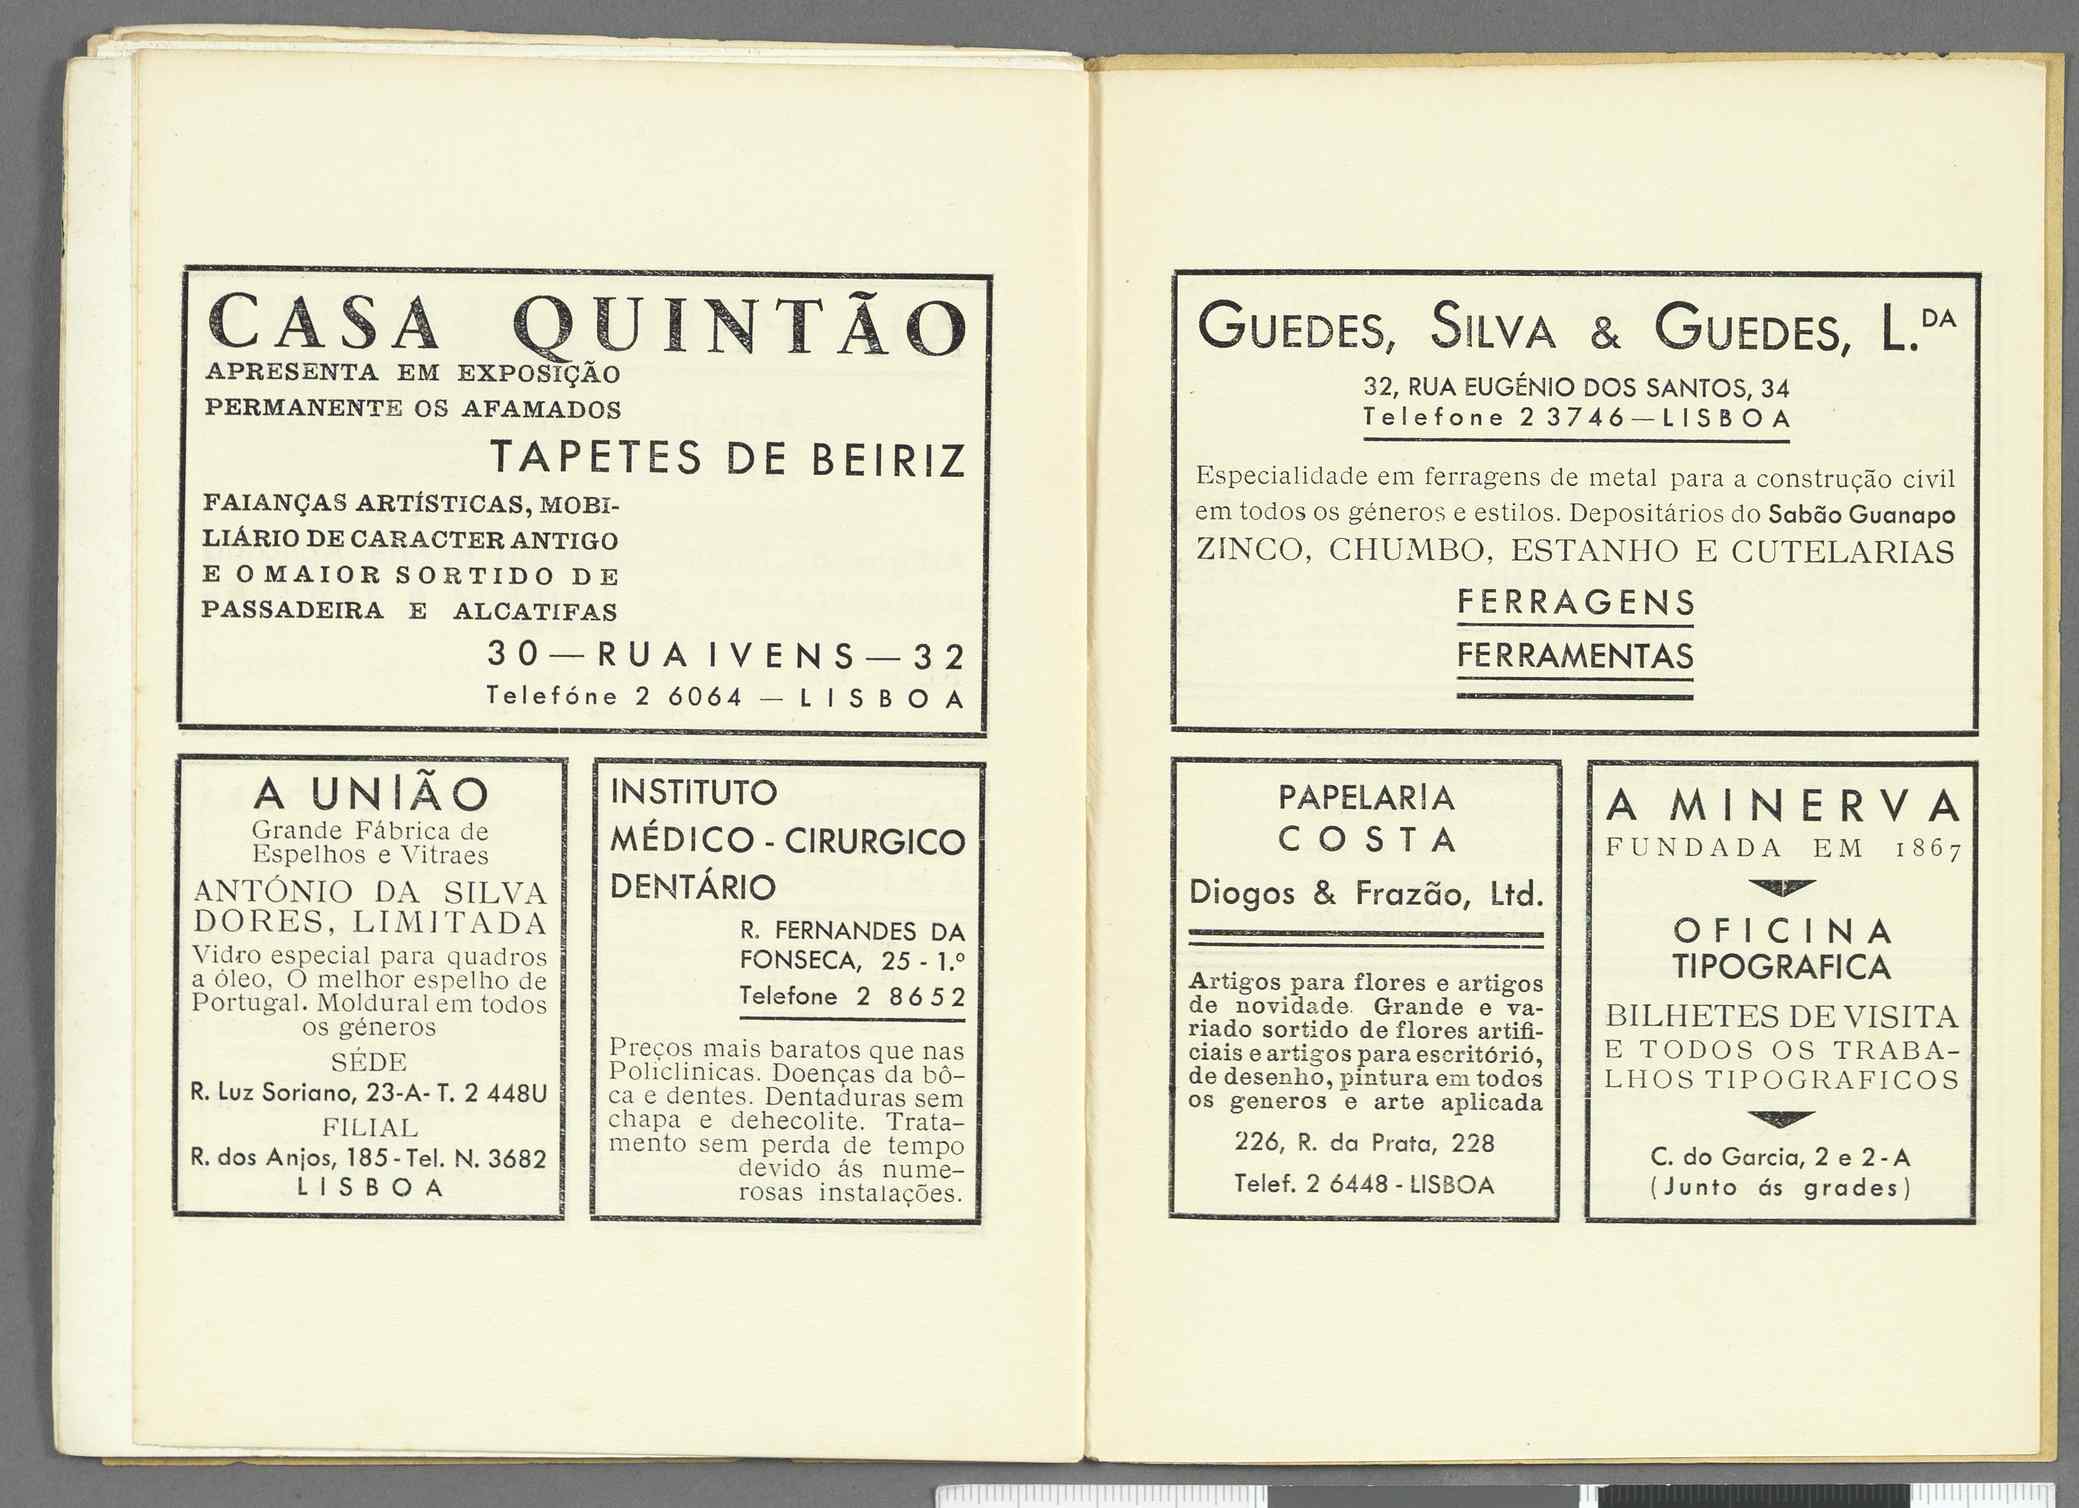 CASA QUINTÃO
APRESENTA EM EXPOSIÇÃO
PERMANENTE OS AFAMADOS
TAPETES DE BEIRIZ
FAIANÇAS ARTÍSTICAS, MOBI-
LIÁRIO DE CARACTER ANTIGO
E O MAIOR SORTIDO DE
PASSADEIRA E ALCATIFAS
30—RUA IVENS—32
Telefóne 2 6064 — LISBOA
A UNIÃO
Grande Fábrica de
Espelhos e Vitraes
ANTÓNIO DA SILVA
DORES, LIMITADA
Vidro especial para quadros
a óleo, O melhor espelho de
Portugal. Moldural em todos
os géneros
SÉDE
R. Luz Soriano, 23-A- T. 2 448U
FILIAL
R. dos Anjos, 185-Tel. N. 3682
LISBOA
INSTITUTO
MÉDICO - CIRURGICO
DENTÁRIO
R. FERNANDES DA
FONSECA, 25 - 1.º
Telefone 2 8652
Preços mais baratos que nas
Policlinicas. Doenças da bô-
ca e dentes. Dentaduras sem
chapa e dehecolite. Trata-
mento sem perda de tempo
devido ás nume-
rosas instalações.
GUEDES, SILVA & GUEDES, L.DA
32, RUA EUGÉNIO DOS SANTOS, 34
Telefone 2 3746—LISBOA
Especialidade em ferragens de metal para a construção civil
em todos os géneros e estilos. Depositários do Sabão Guanapo
ZINCO, CHUMBO, ESTANHO E CUTELARIAS
FERRAGENS
FERRAMENTAS
PAPELARIA
COSTA
Diogos & Frazão, Ltd.
Artigos para flores e artigos
de novidade. Grande e va-
riado sortido de flores artifi-
ciais e artigos para escritórió,
de desenho, pintura em todos
os generos e arte aplicada
226, R. da Prata, 228
Telef. 2 6448 - LISBOA
A MINERVA
FUNDADA EM 1867
OFICINA
TIPOGRAFICA
BILHETES DE VISITA
E TODOS OS TRABA-
LHOS TIPOGRAFICOS
C. do Garcia, 2 e 2-A
(Junto ás grades)